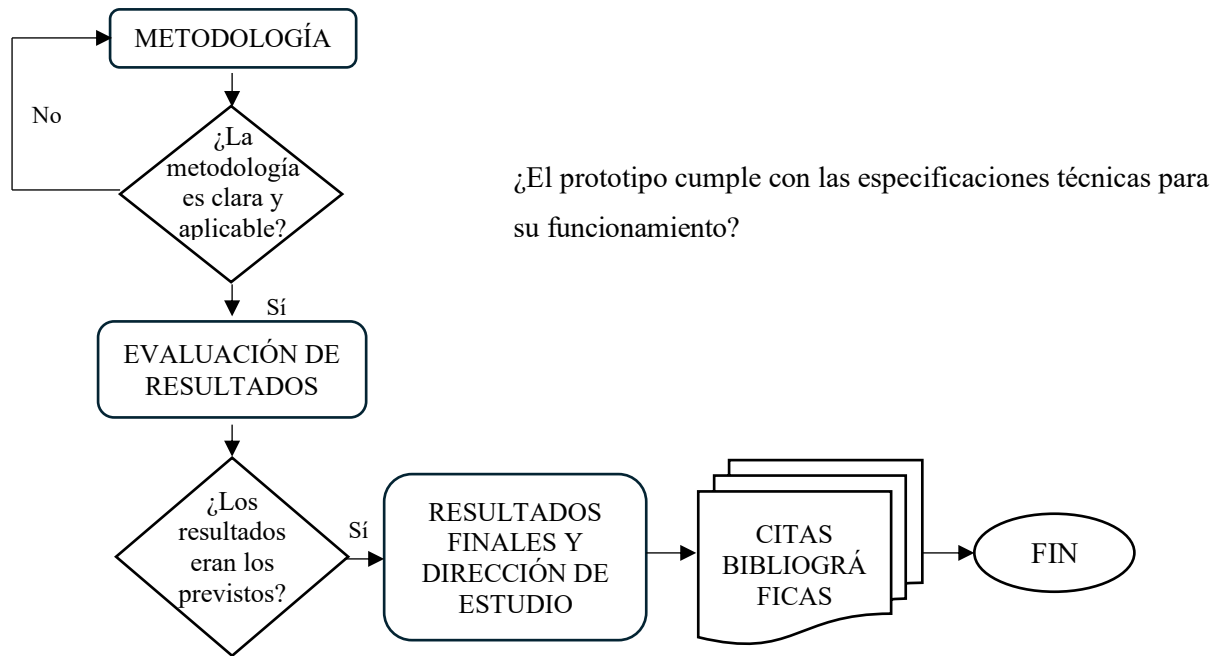 METODOLOGÍA
No
¿La
metodología
es clara y
aplicable?
¿El prototipo cumple con las especificaciones técnicas para
su funcionamiento?
Sí
EVALUACIÓN DE
RESULTADOS
¿Los
resultados
eran los
previstos?
Sí
RESULTADOS
FINALES Y
DIRECCIÓN DE
ESTUDIO
CITAS
BIBLIOGRÁ
FICAS
FIN